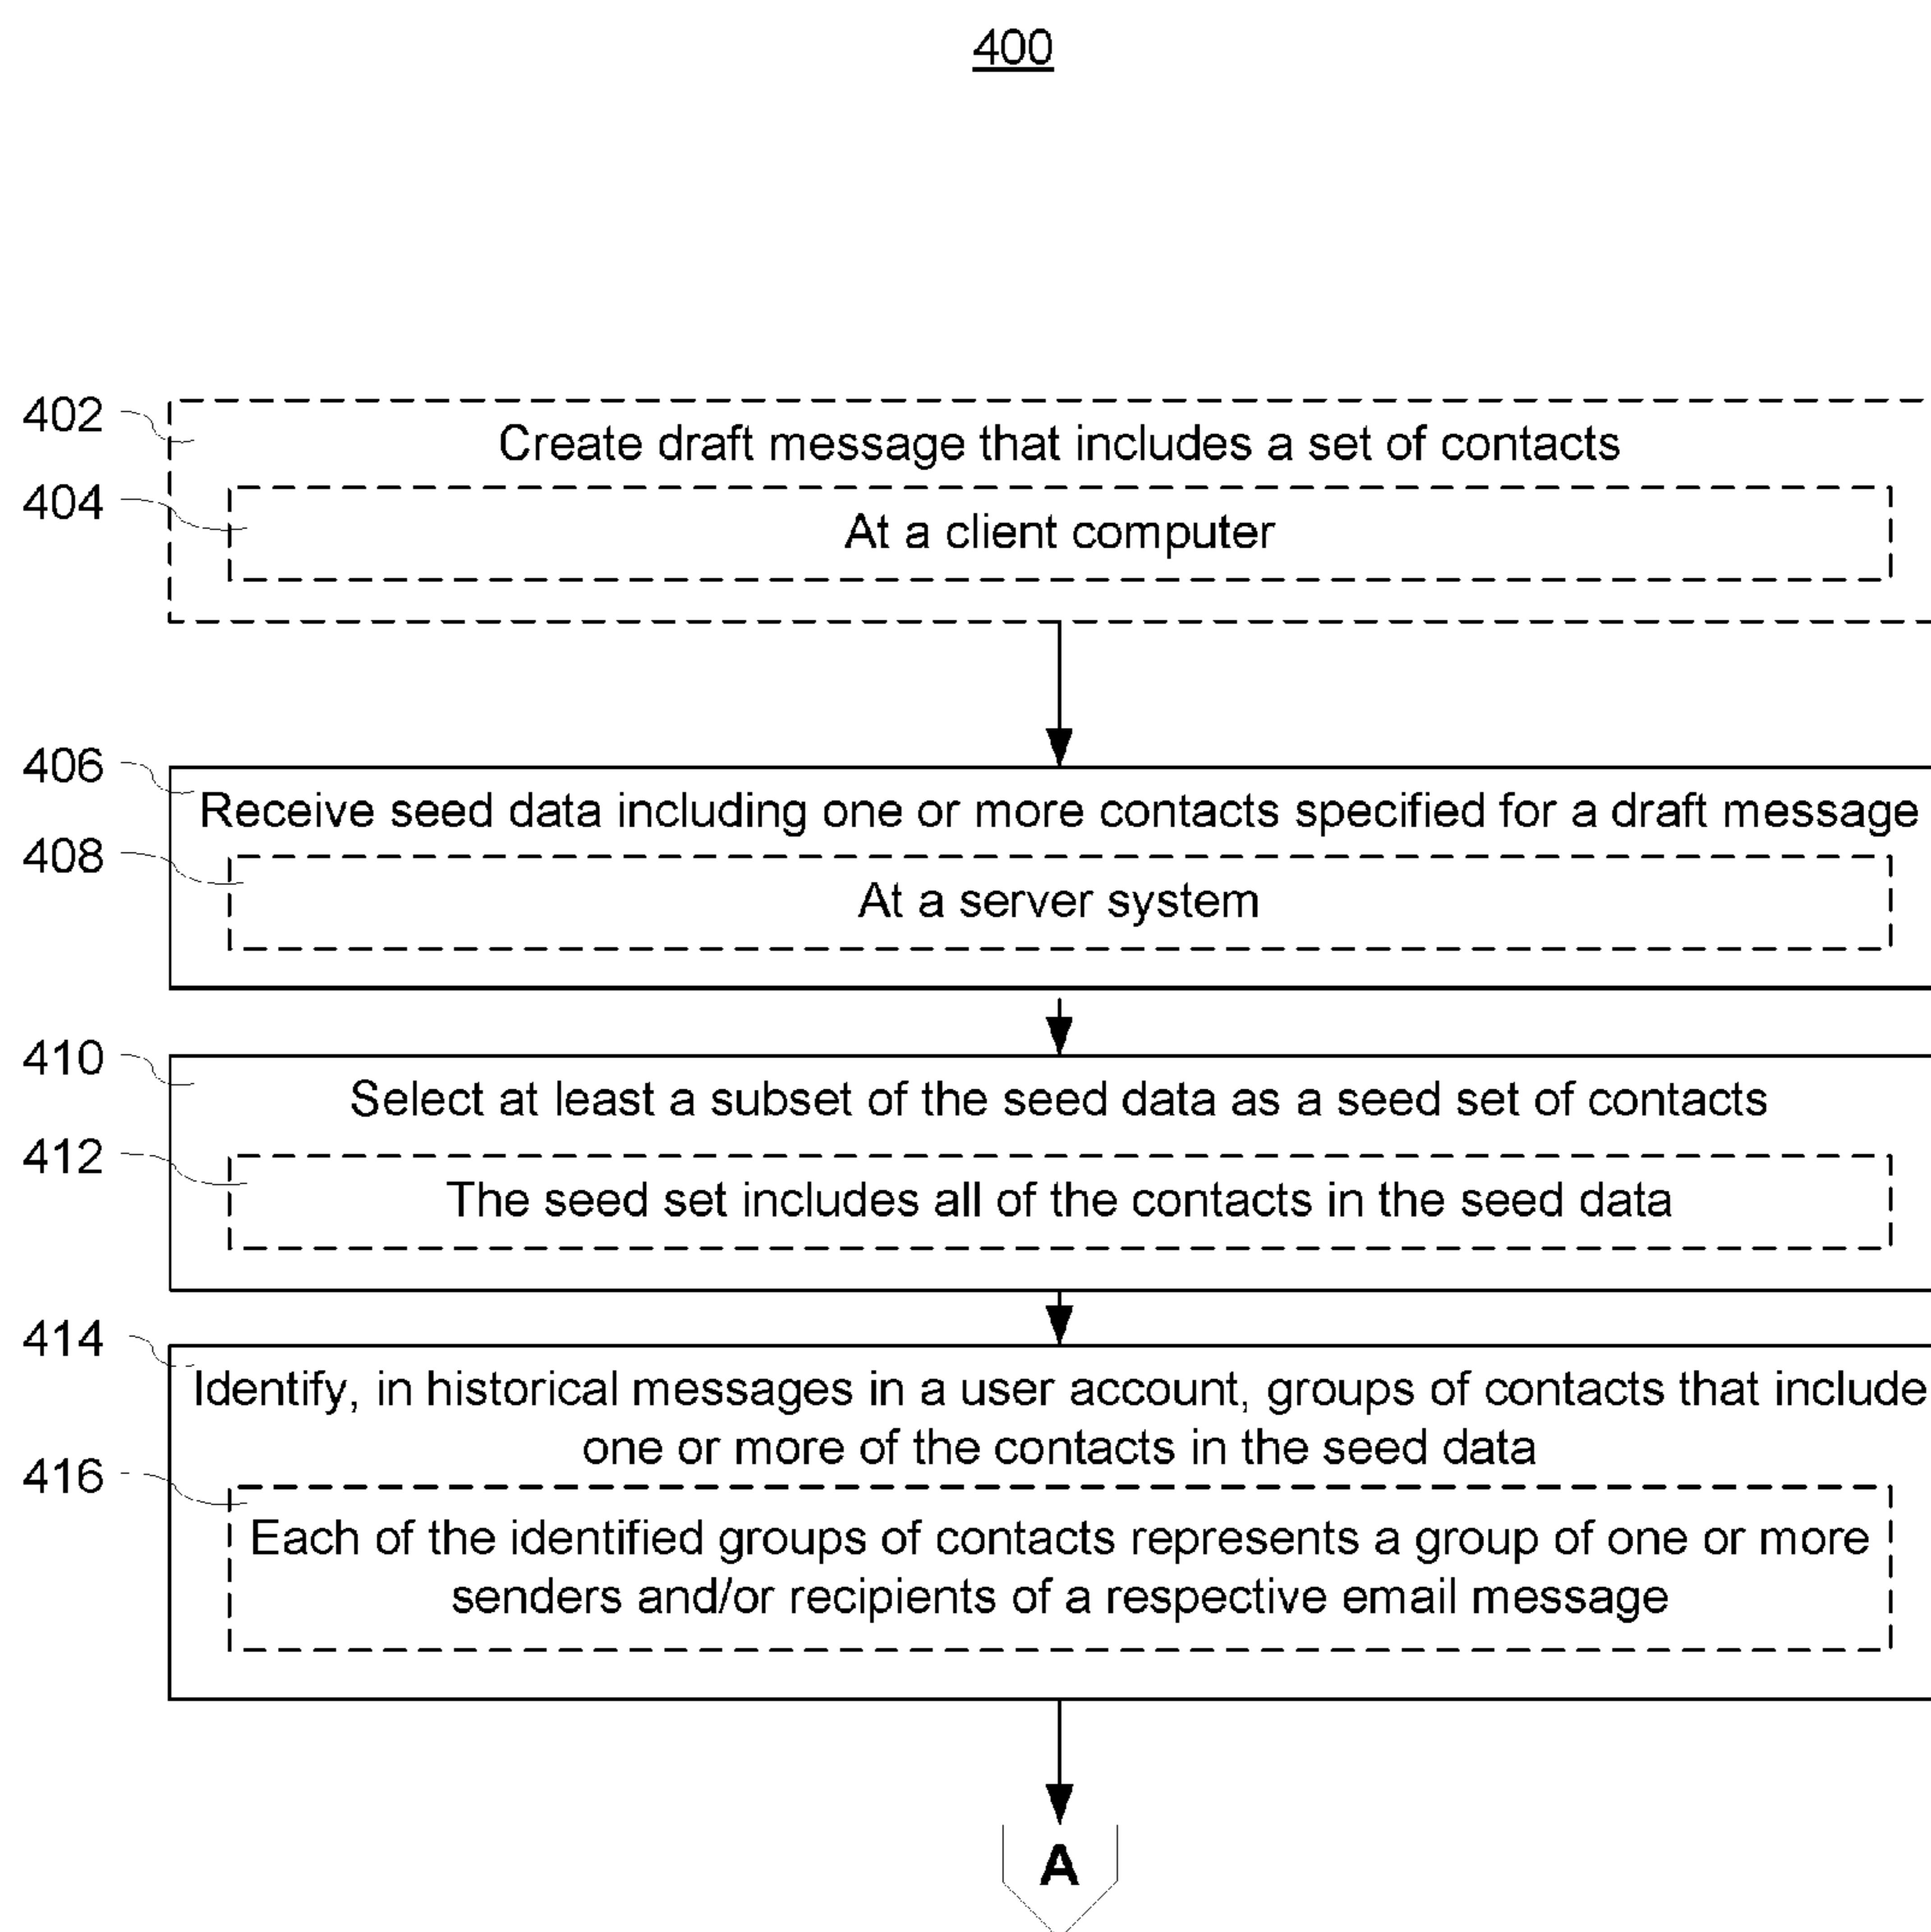 400
402
Create draft message that includes a set of contacts
404
At a client computer
406
Receive seed data including one or more contacts specified for a draft message
408
At a server system
410
Select at least a subset of the seed data as a seed set of contacts
412
The seed set includes all of the contacts in the seed data
414
Identify, in historical messages in a user account, groups of contacts that include
one or more of the contacts in the seed data
416
Each of the identified groups of contacts represents a group of one or more
senders and/or recipients of a respective email message
A